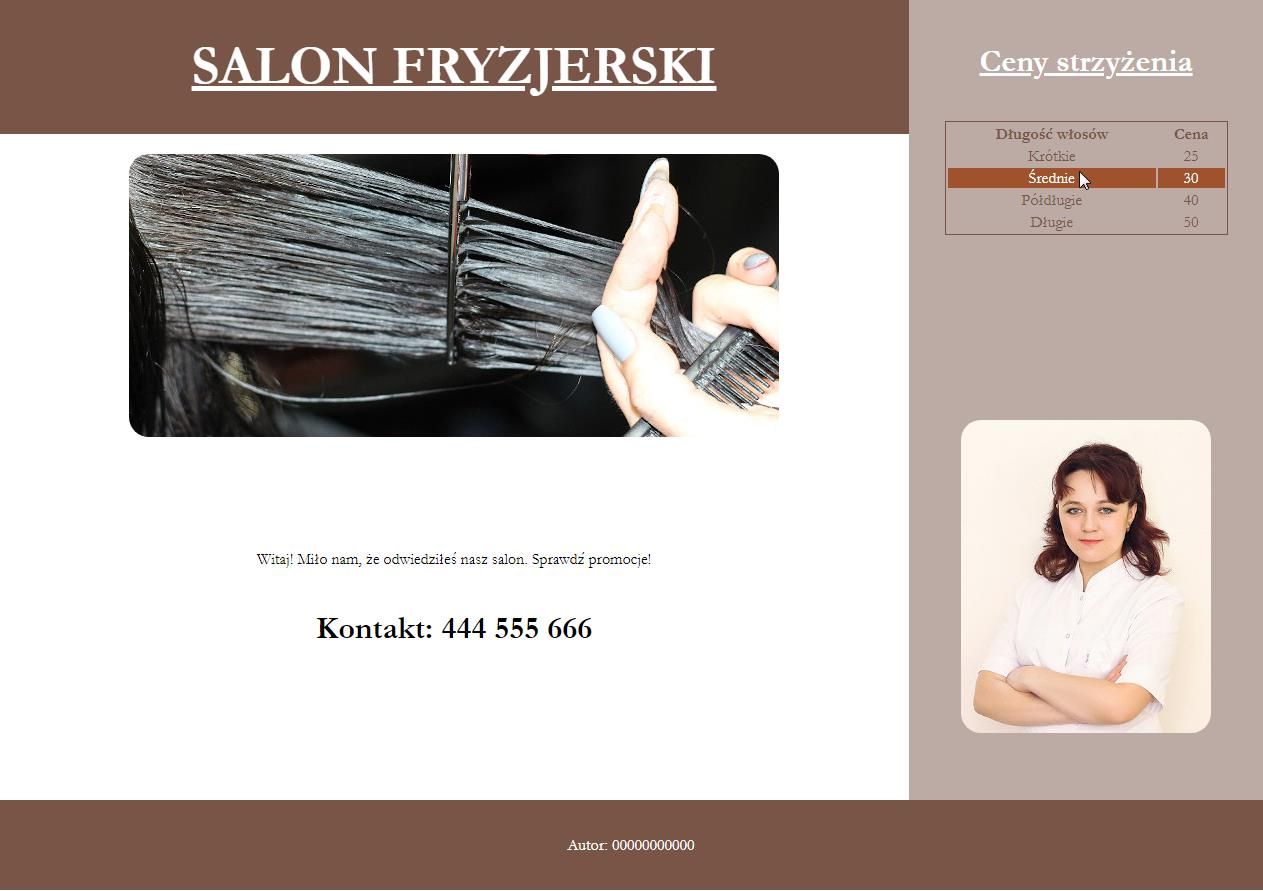 SALON FRYZJERSKI
Witaj! Miło nam, że odwiedziłeś nasz salon. Sprawdź promocje!
Kontakt: 444 555 666
Ceny strzyżenia
Długość włosów Cena
Krótkie 25
Średnie 30
Półdługie 40
Długie 50
Autor: 00000000000